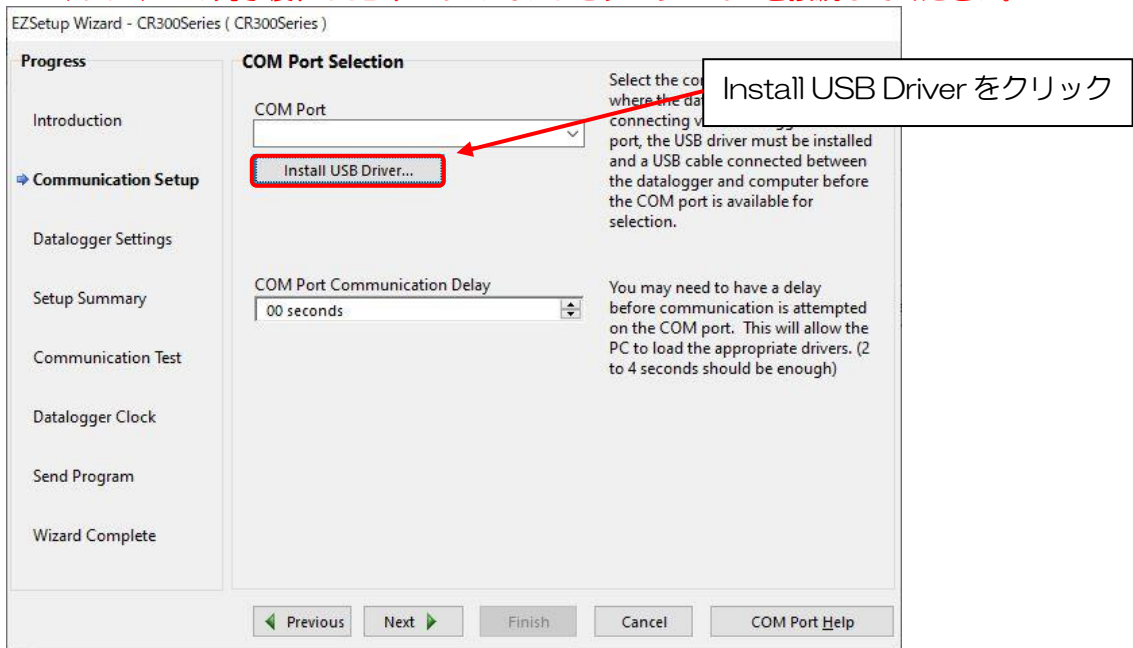 EZSetup Wizard - CR300Series ( CR300Series )
Progress
Introduction
Communication Setup
Datalogger Settings
Setup Summary
Communication Test
Datalogger Clock
Send Program
Wizard Complete
COM Port Selection
COM Port
Install USB Driver...
Select the
where the
connecting
port, the USB driver must be installed
and a USB cable connected between
the datalogger and computer before
the COM port is available for
selection.
Install USB Driver をクリック
COM Port Communication Delay
00 seconds
You may need to have a delay
before communication is attempted
on the COM port. This will allow the
PC to load the appropriate drivers. (2
to 4 seconds should be enough)
Previous
Next
Finish
Cancel
COM Port Help